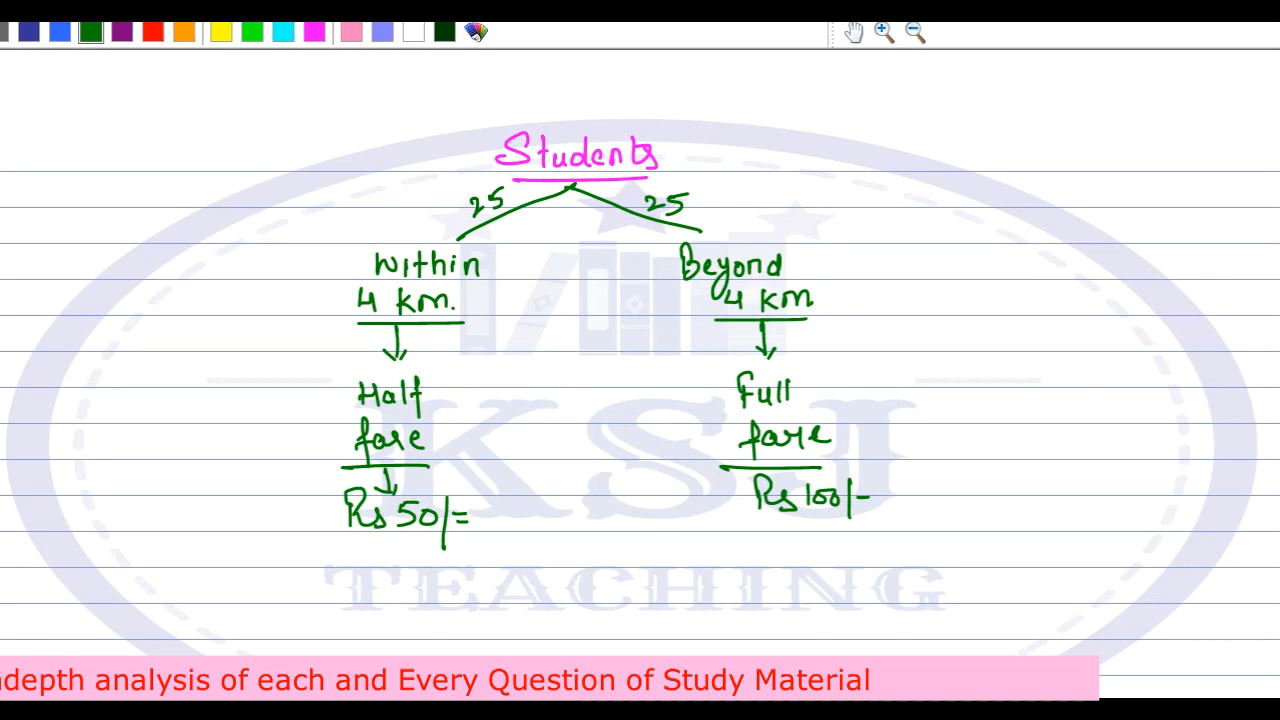 Students
25 25
Within
4 km.
Beyond
4 km
Half
fare
Full
fare
Rs 50/=
Rs 100/-
KSJ
TEACHING
depth analysis of each and Every Question of Study Material